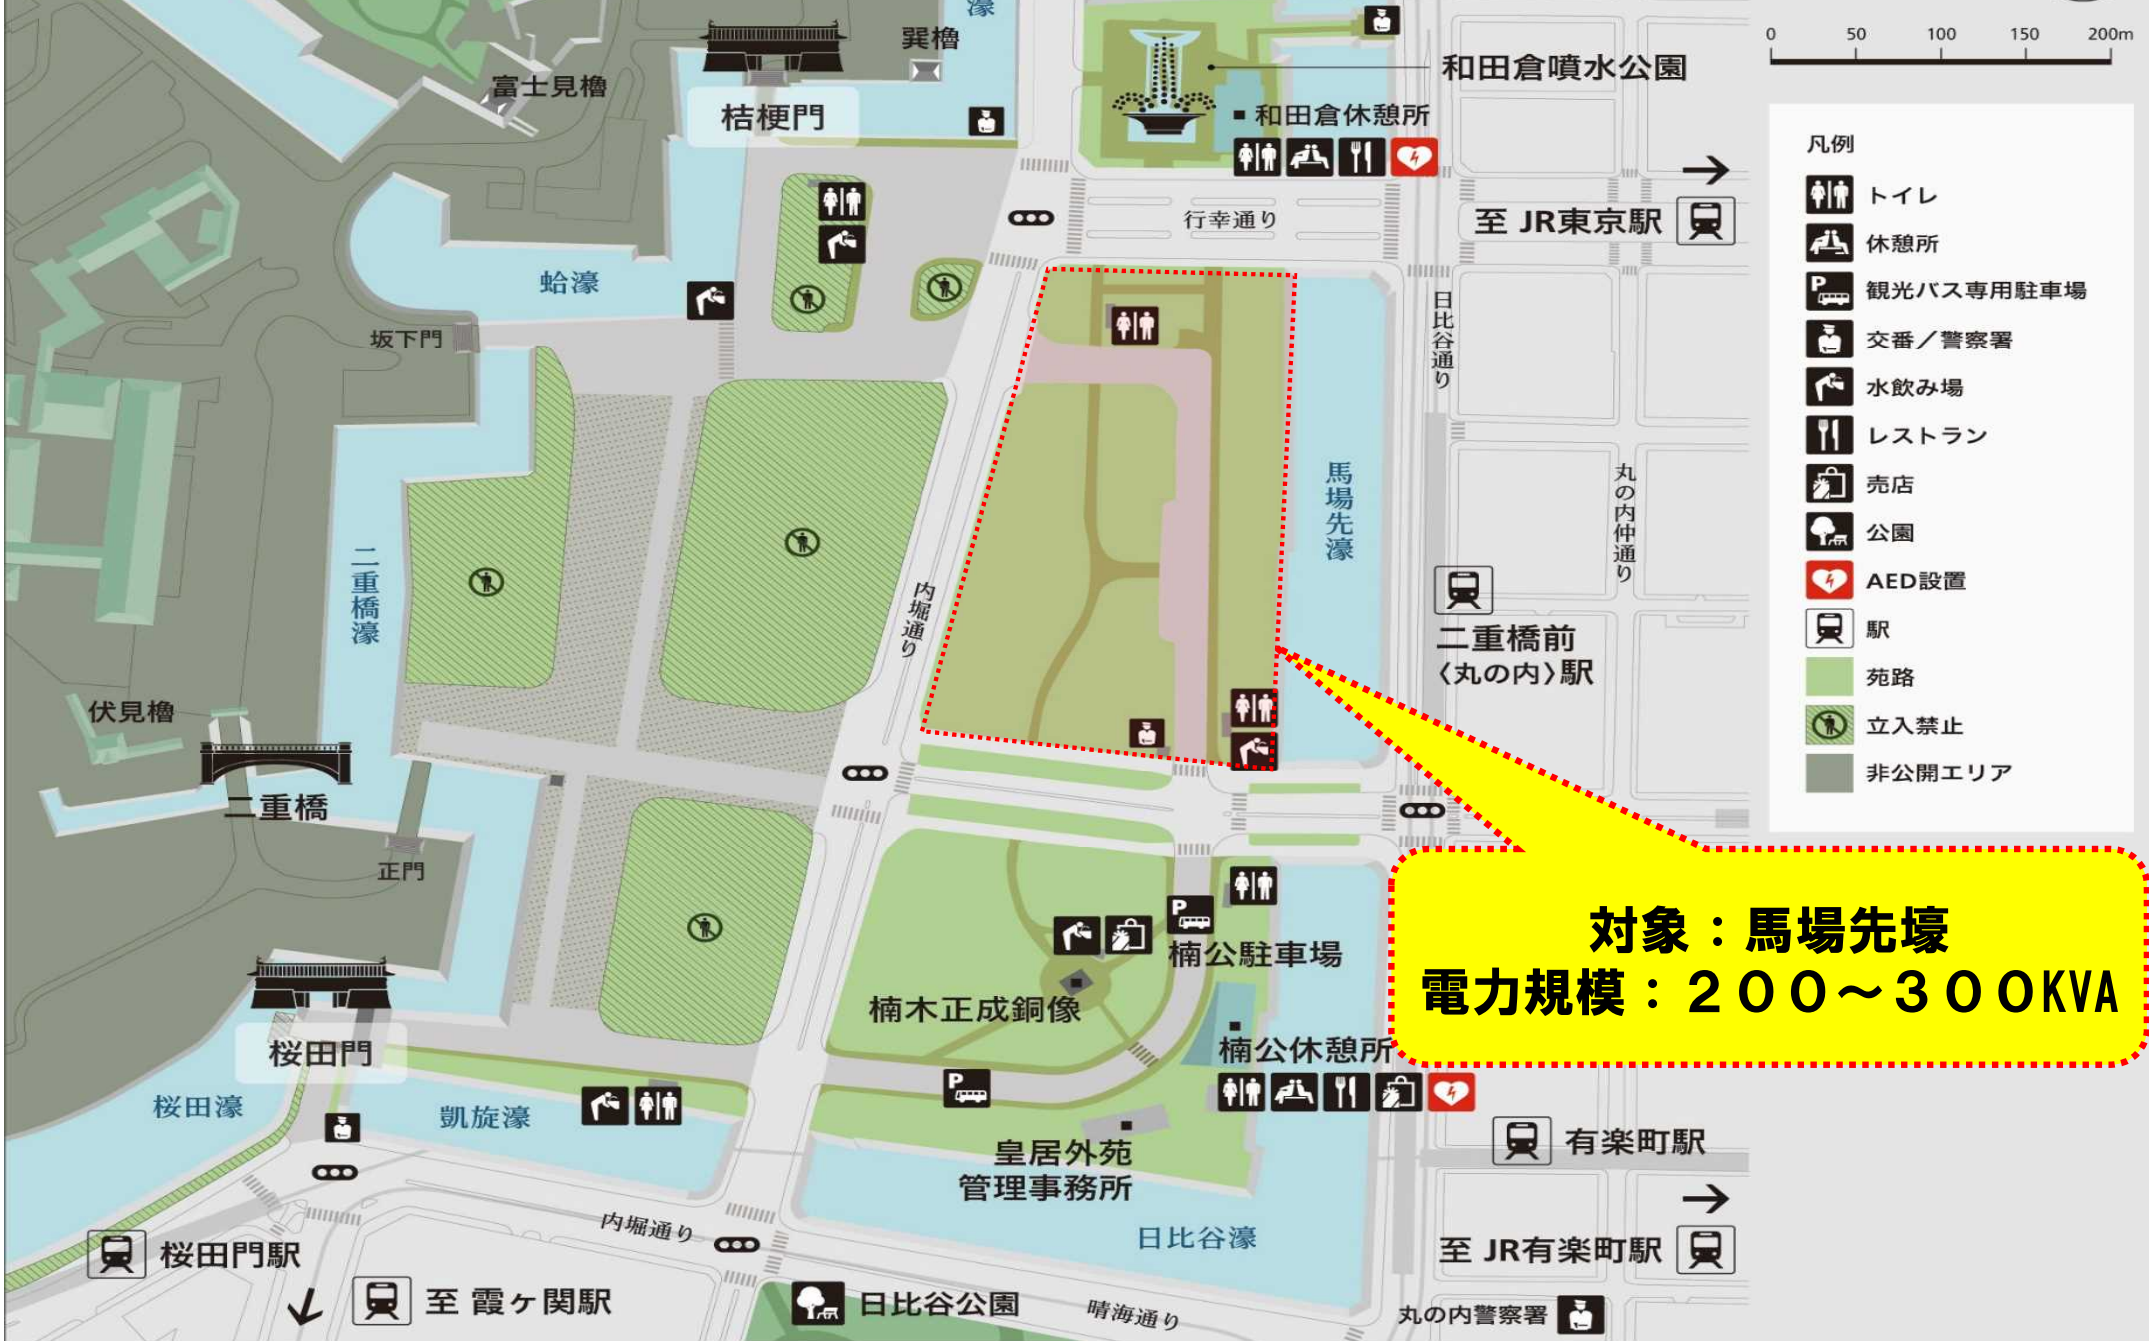 濠
巽櫓
富士見櫓
桔梗門
和田倉噴水公園
和田倉休憩所
0 50 100 150 200m
凡例
トイレ
休憩所
P
観光バス専用駐車場
交番／警察署
水飲み場
レストラン
売店
公園
AED設置
駅
苑路
立入禁止
非公開エリア
行幸通り
至 JR東京駅
蛤濠
坂下門
日比谷通り
馬場先濠
丸の内仲通り
二重橋濠
内堀通り
二重橋前
〈丸の内〉駅
伏見櫓
二重橋
正門
対象：馬場先壕
電力規模：２００～３００KVA
P
楠公駐車場
楠木正成銅像
楠公休憩所
桜田門
桜田濠
凱旋濠
P
皇居外苑
管理事務所
有楽町駅
内堀通り
日比谷濠
至 JR有楽町駅
桜田門駅
至 霞ヶ関駅
日比谷公園
晴海通り
丸の内警察署